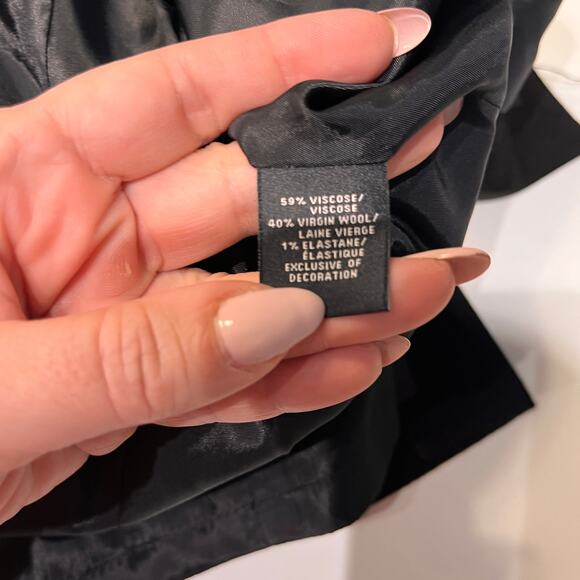 59% VISCOSE/
VISCOSE
40% VIRGIN WOOL/
LAINE VIERGE
1% ELASTANE/
ÉLASTIQUE
EXCLUSIVE OF
DECORATION